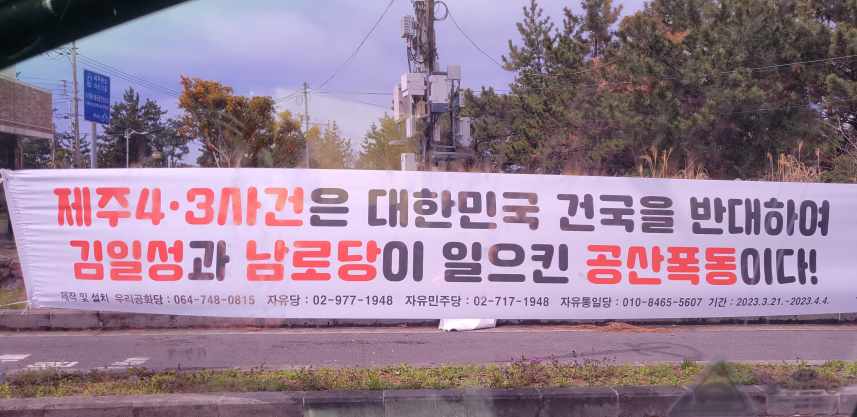 제주4·3사건은 대한민국 건국을 반대하여
김일성과 남로당이 일으킨 공산폭동이다!
제작 및 설치 우리공화당 : 064-748-0815 자유당 : 02-977-1948 자유민주당 : 02-717-1948 자유통일당 : 010-8465-5607 기간 : 2023.3.21.~2023.4.4.